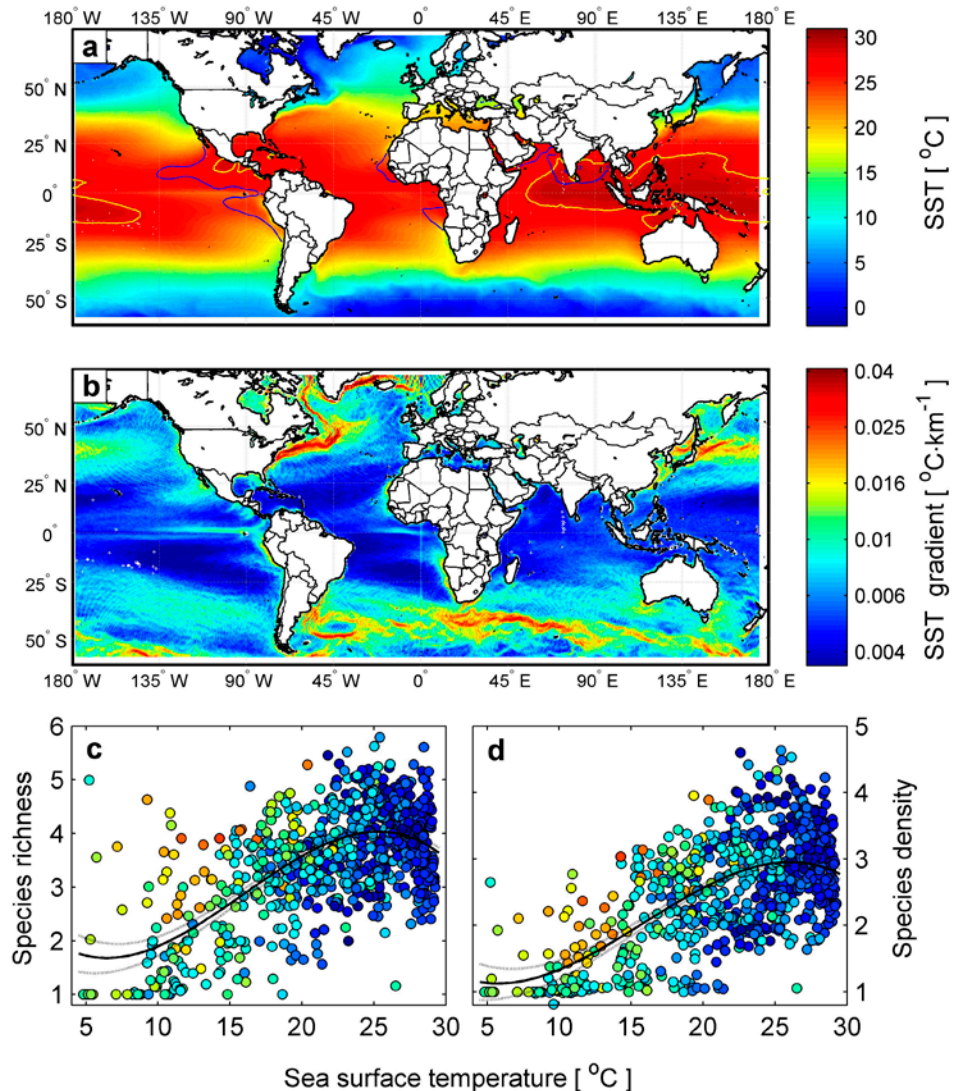 180° W 135° W 90° W 45° W 0° 45 E 90° E 135° E 180° E
a
50° N
25° N
0°
25° S
50° S
30
25
20
15
10
5
0
SST [ °C ]
b
50° N
25° N
0°
25° S
50° S
0.04
0.025
0.016
0.01
0.006
0.004
SST gradient [ °C·km⁻¹ ]
180° W 135° W 90° W 45° W 0° 45 E 90° E 135° E 180° E
c
6
5
4
3
2
1
Species richness
5 10 15 20 25 30
d
5
4
3
2
1
Species density
5 10 15 20 25 30
Sea surface temperature [ °C ]